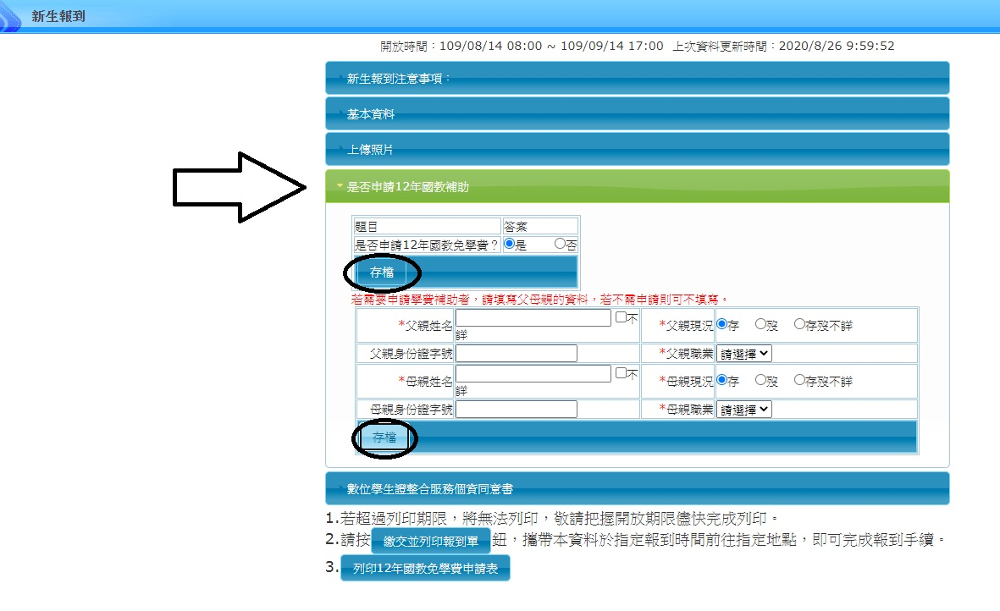 新生報到
開放時間：109/08/14 08:00 ~ 109/09/14 17:00 上次資料更新時間：2020/8/26 9:59:52
新生報到注意事項：
基本資料
上傳照片
是否申請12年國教補助
題目 答案
是否申請12年國教免學費？ 是 否
存檔
若需要申請學費補助者，請填寫父母親的資料，若不需申請則可不填寫。
*父親姓名 不詳 *父親現況 存 歿 存歿不詳
父親身份證字號 *父親職業 請選擇
*母親姓名 不詳 *母親現況 存 歿 存歿不詳
母親身份證字號 *母親職業 請選擇
存檔
數位學生證整合服務個資同意書
1.若超過列印期限，將無法列印，敬請把握開放期限儘快完成列印。
2.請按 繳交並列印報到單 鈕，攜帶本資料於指定報到時間前往指定地點，即可完成報到手續。
3. 列印12年國教免學費申請表